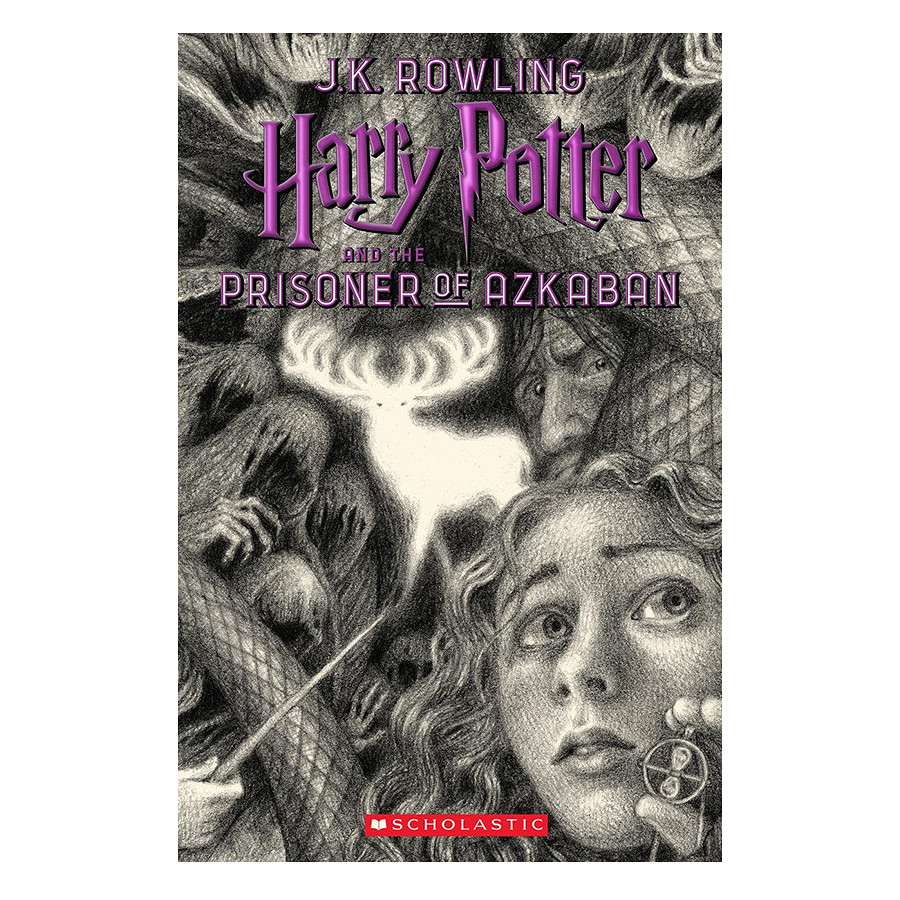 J.K. ROWLING
Harry Potter
AND THE
PRISONER OF AZKABAN
SCHOLASTIC